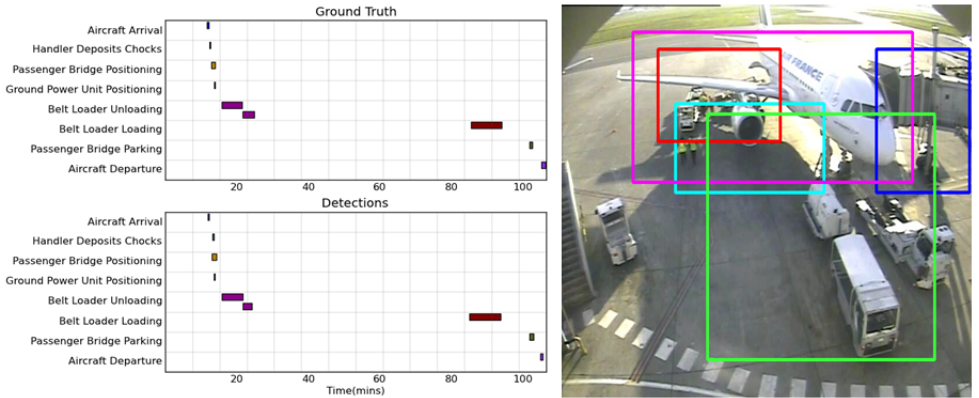 Ground Truth
Aircraft Arrival
Handler Deposits Chocks
Passenger Bridge Positioning
Ground Power Unit Positioning
Belt Loader Unloading
Belt Loader Loading
Passenger Bridge Parking
Aircraft Departure
20 40 60 80 100
Detections
Aircraft Arrival
Handler Deposits Chocks
Passenger Bridge Positioning
Ground Power Unit Positioning
Belt Loader Unloading
Belt Loader Loading
Passenger Bridge Parking
Aircraft Departure
20 40 60 80 100
Time(mins)
AIR FRANCE